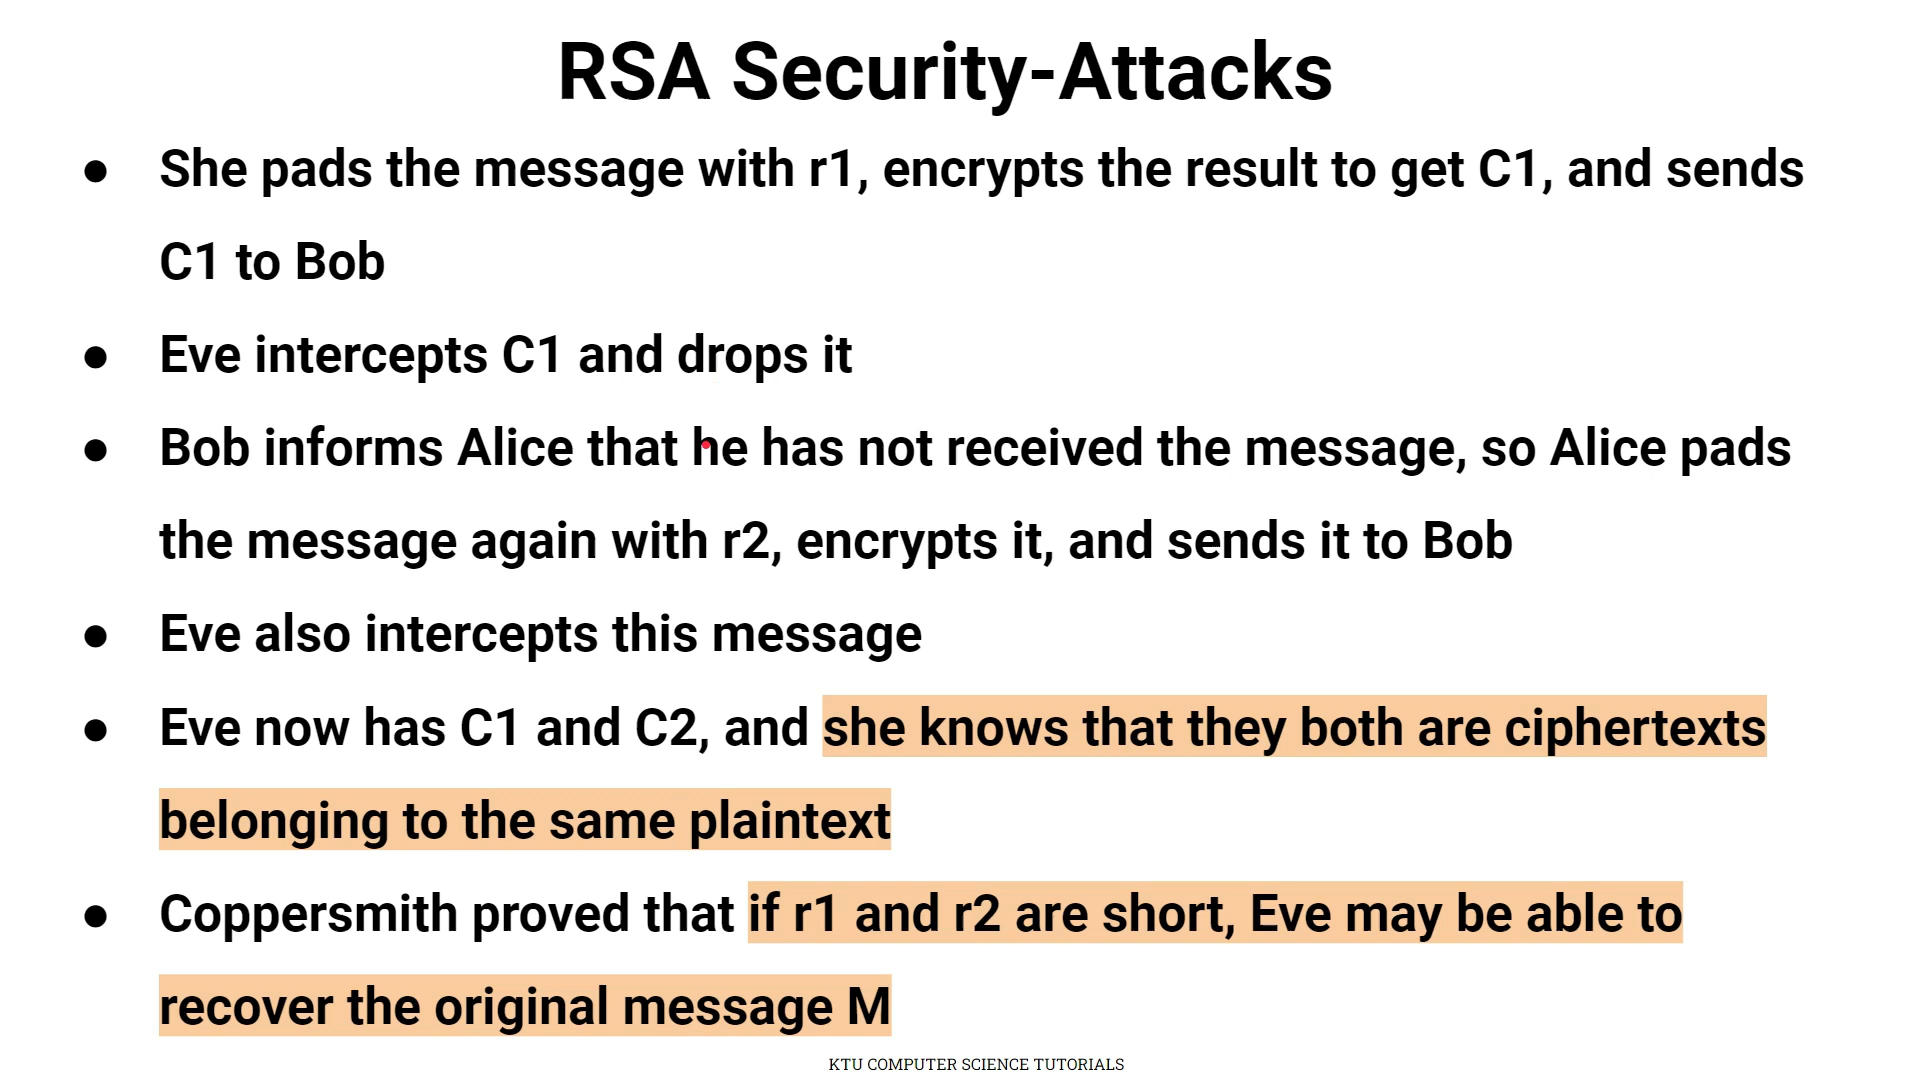 RSA Security-Attacks
● She pads the message with r1, encrypts the result to get C1, and sends
C1 to Bob
● Eve intercepts C1 and drops it
● Bob informs Alice that he has not received the message, so Alice pads
the message again with r2, encrypts it, and sends it to Bob
● Eve also intercepts this message
● Eve now has C1 and C2, and she knows that they both are ciphertexts
belonging to the same plaintext
● Coppersmith proved that if r1 and r2 are short, Eve may be able to
recover the original message M
KTU COMPUTER SCIENCE TUTORIALS